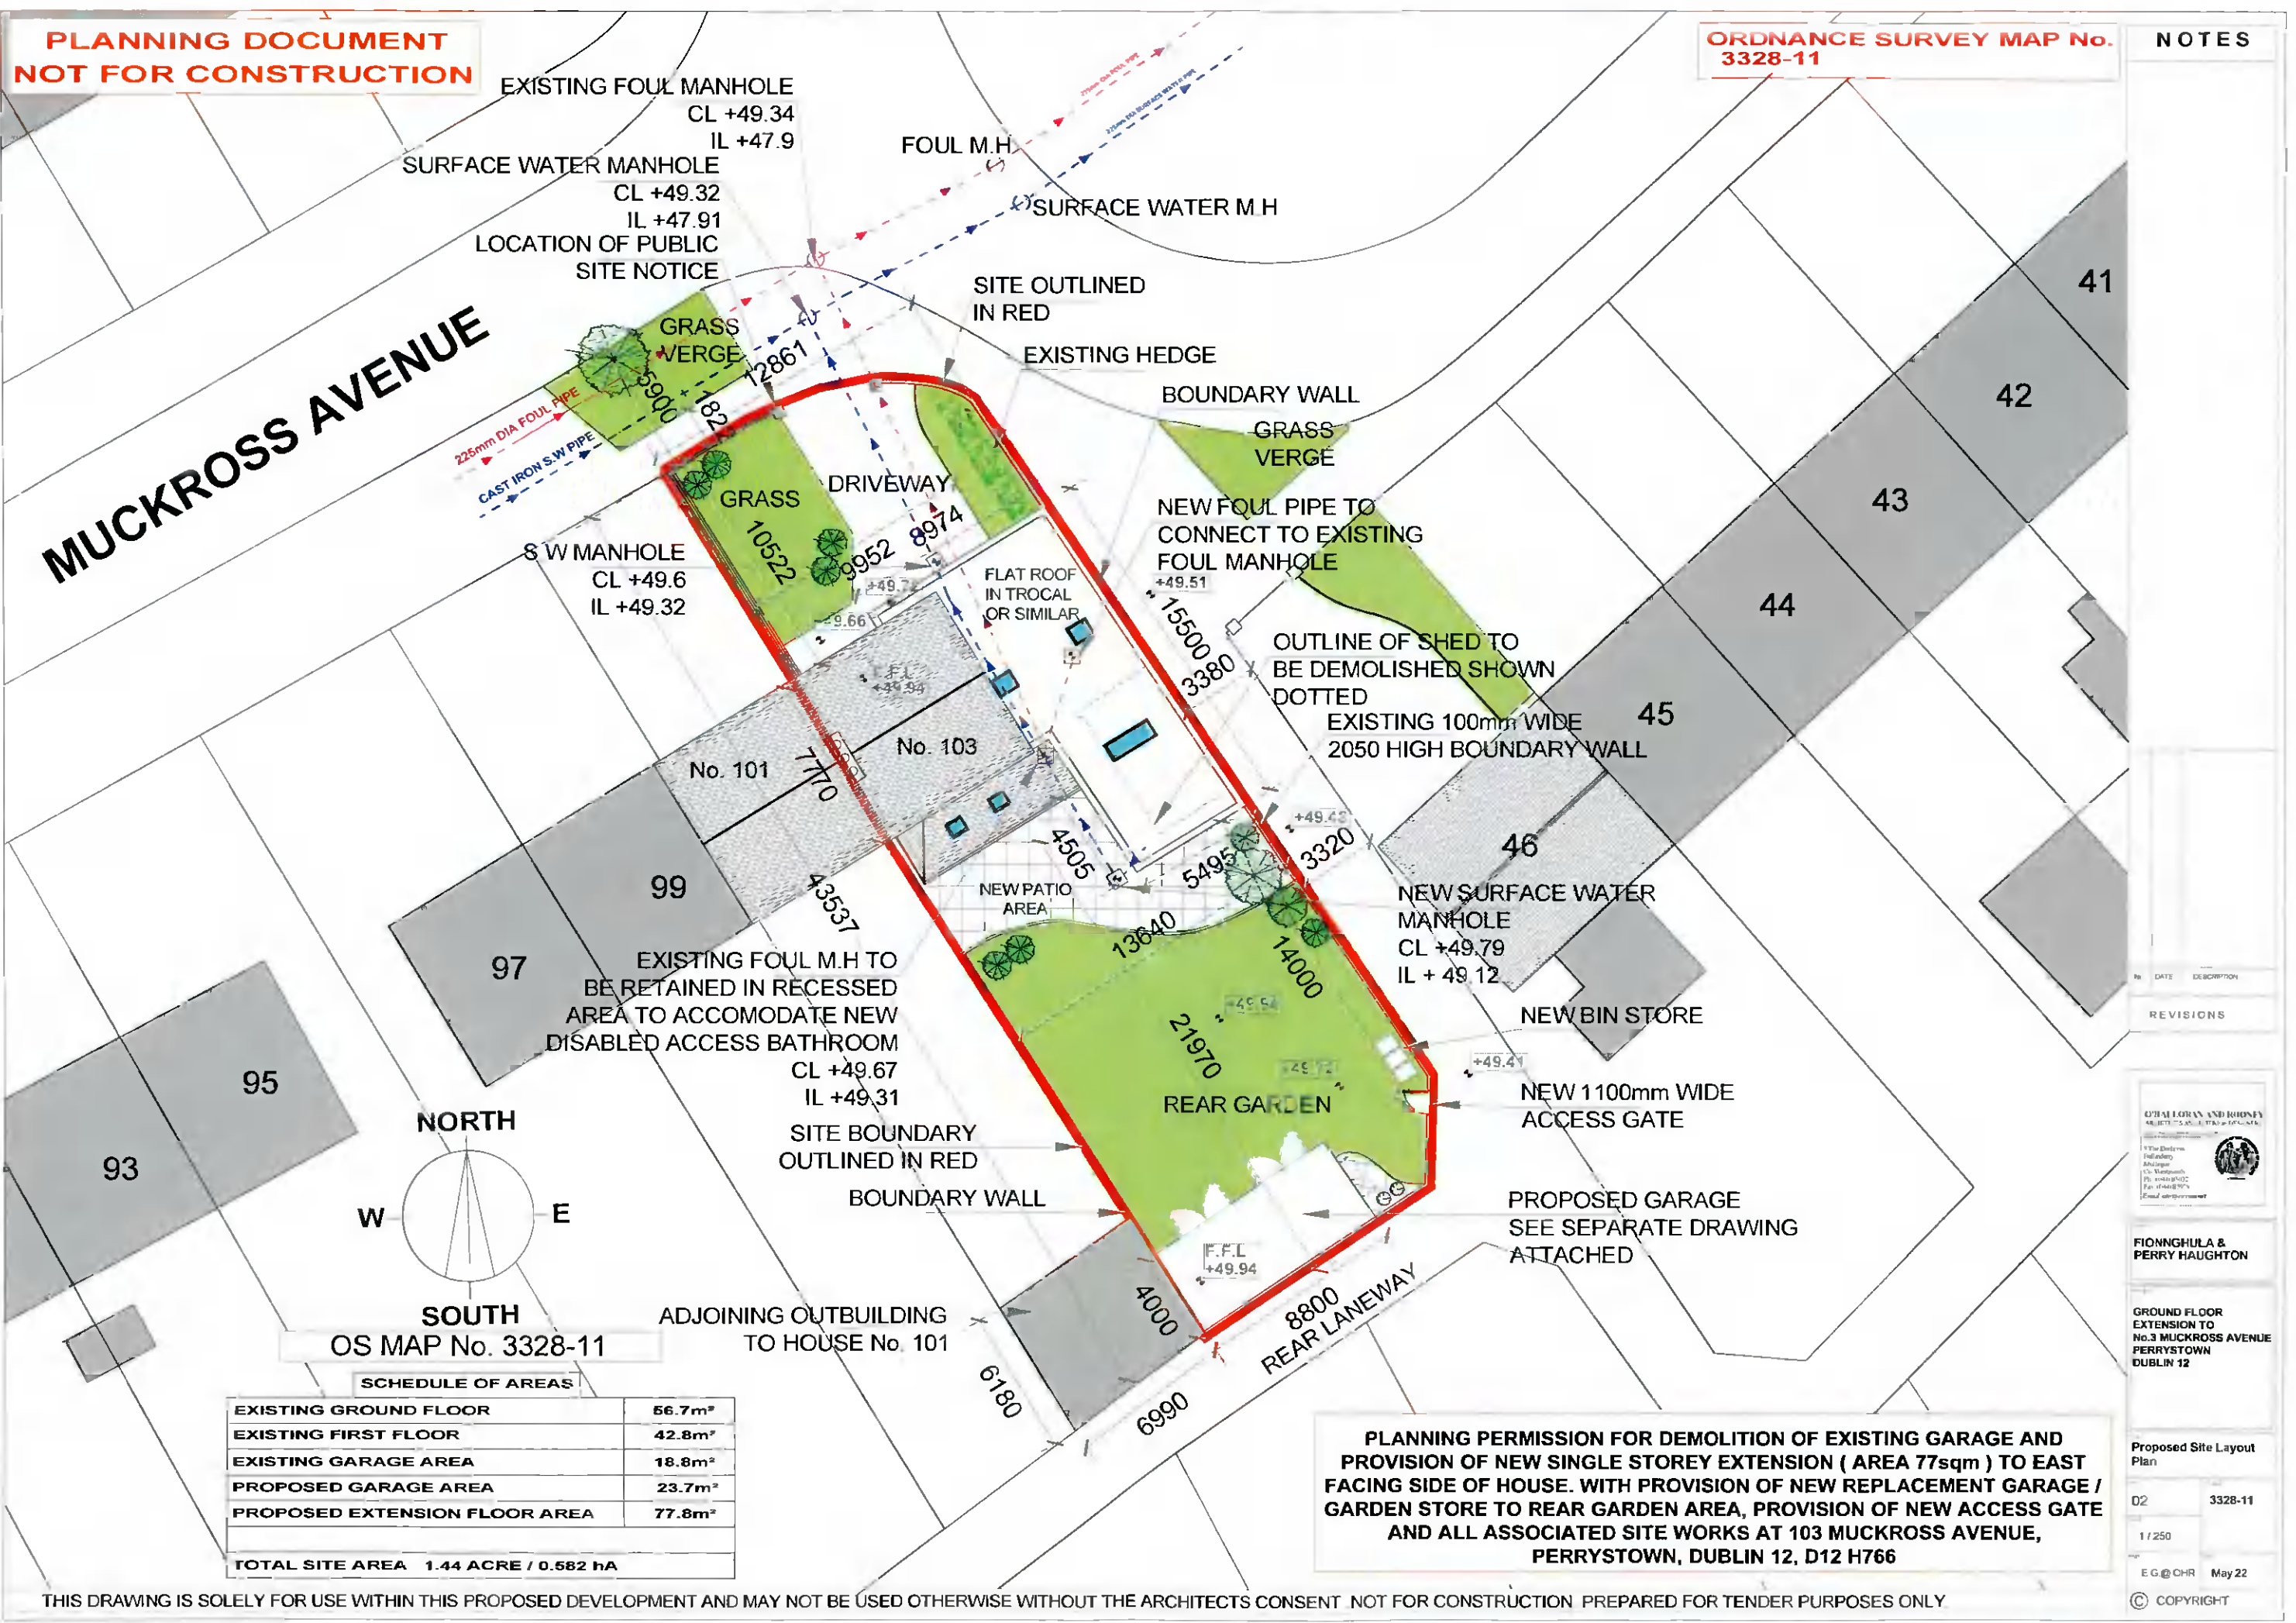 PLANNING DOCUMENT
NOT FOR CONSTRUCTION
ORDNANCE SURVEY MAP No.
3328-11
NOTES
EXISTING FOUL MANHOLE
CL +49.34
IL +47.9
SURFACE WATER MANHOLE
CL +49.32
IL +47.91
LOCATION OF PUBLIC
SITE NOTICE
FOUL M.H
SURFACE WATER M.H
SITE OUTLINED
IN RED
EXISTING HEDGE
BOUNDARY WALL
GRASS
VERGE
GRASS
VERGE
MUCKROSS AVENUE
225mm DIA FOUL PIPE
CAST IRON S.W PIPE
5900
12861
GRASS
DRIVEWAY
10522
9952
8974
S W MANHOLE
CL +49.6
IL +49.32
FLAT ROOF
IN TROCAL
OR SIMILAR
NEW FOUL PIPE TO
CONNECT TO EXISTING
FOUL MANHOLE
+49.51
15500
3380
OUTLINE OF SHED TO
BE DEMOLISHED SHOWN
DOTTED
EXISTING 100mm WIDE
2050 HIGH BOUNDARY WALL
41
42
43
44
45
46
F.F.L
+49.94
No. 103
No. 101
7770
99
97
95
93
43537
4505
5495
3320
NEW PATIO
AREA
13640
14000
21970
NEW SURFACE WATER
MANHOLE
CL +49.79
IL + 49.12
EXISTING FOUL M.H TO
BE RETAINED IN RECESSED
AREA TO ACCOMODATE NEW
DISABLED ACCESS BATHROOM
CL +49.67
IL +49.31
SITE BOUNDARY
OUTLINED IN RED
BOUNDARY WALL
REAR GARDEN
NEW BIN STORE
+49.41
NEW 1100mm WIDE
ACCESS GATE
PROPOSED GARAGE
SEE SEPARATE DRAWING
ATTACHED
F.F.L
+49.94
4000
8800
REAR LANEWAY
6180
6990
ADJOINING OUTBUILDING
TO HOUSE No. 101
NORTH
W
E
SOUTH
OS MAP No. 3328-11
SCHEDULE OF AREAS
EXISTING GROUND FLOOR 56.7m²
EXISTING FIRST FLOOR 42.8m²
EXISTING GARAGE AREA 18.8m²
PROPOSED GARAGE AREA 23.7m²
PROPOSED EXTENSION FLOOR AREA 77.8m²
TOTAL SITE AREA 1.44 ACRE / 0.582 hA
PLANNING PERMISSION FOR DEMOLITION OF EXISTING GARAGE AND
PROVISION OF NEW SINGLE STOREY EXTENSION ( AREA 77sqm ) TO EAST
FACING SIDE OF HOUSE. WITH PROVISION OF NEW REPLACEMENT GARAGE /
GARDEN STORE TO REAR GARDEN AREA, PROVISION OF NEW ACCESS GATE
AND ALL ASSOCIATED SITE WORKS AT 103 MUCKROSS AVENUE,
PERRYSTOWN, DUBLIN 12, D12 H766
№ DATE DESCRIPTION
REVISIONS
O'HALLORAN AND ROONEY
FIONNGHULA &
PERRY HAUGHTON
GROUND FLOOR
EXTENSION TO
No.3 MUCKROSS AVENUE
PERRYSTOWN
DUBLIN 12
Proposed Site Layout
Plan
D2 3328-11
1 / 250
E.G.@OHR May 22
© COPYRIGHT
THIS DRAWING IS SOLELY FOR USE WITHIN THIS PROPOSED DEVELOPMENT AND MAY NOT BE USED OTHERWISE WITHOUT THE ARCHITECTS CONSENT NOT FOR CONSTRUCTION PREPARED FOR TENDER PURPOSES ONLY